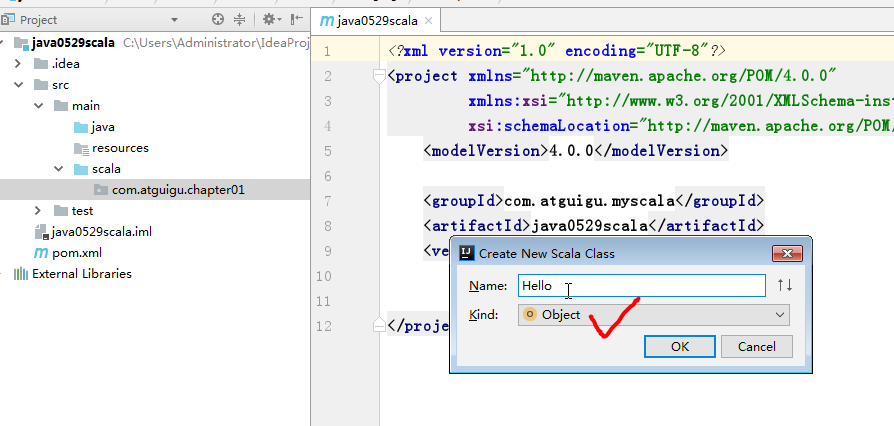 Project
java0529scala C:\Users\Administrator\IdeaProj
.idea
src
main
java
resources
scala
com.atguigu.chapter01
test
java0529scala.iml
pom.xml
External Libraries
java0529scala
1 <?xml version="1.0" encoding="UTF-8"?>
2 <project xmlns="http://maven.apache.org/POM/4.0.0"
3 xmlns:xsi="http://www.w3.org/2001/XMLSchema-inst
4 xsi:schemaLocation="http://maven.apache.org/POM/
5 <modelVersion>4.0.0</modelVersion>
6
7 <groupId>com.atguigu.myscala</groupId>
8 <artifactId>java0529scala</artifactId>
9 <ve
10
11
12 </proje
Create New Scala Class
Name: Hello
Kind: Object
OK Cancel